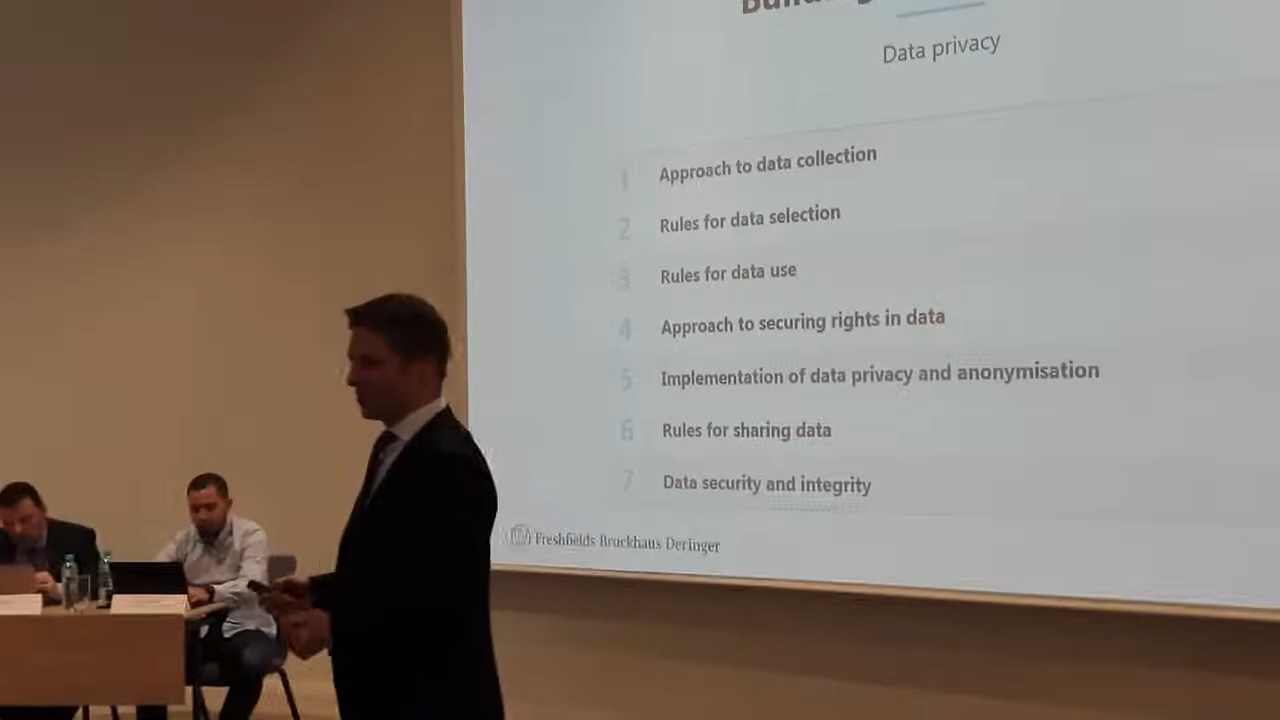 Data privacy
1 Approach to data collection
2 Rules for data selection
3 Rules for data use
4 Approach to securing rights in data
5 Implementation of data privacy and anonymisation
6 Rules for sharing data
7 Data security and integrity
Freshfields Bruckhaus Deringer